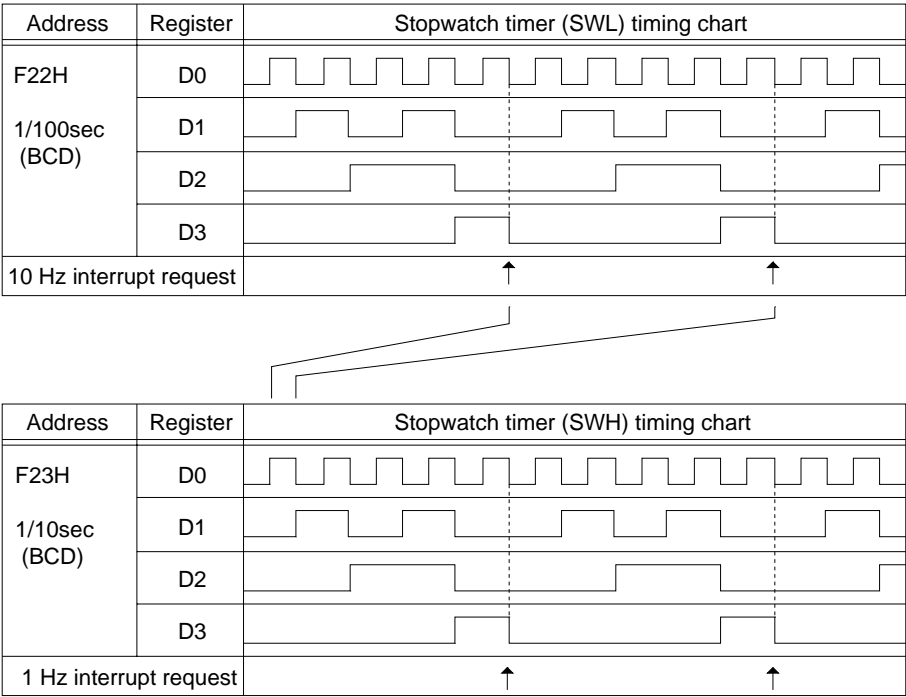 Address Register Stopwatch timer (SWL) timing chart
F22H D0
1/100sec D1
(BCD)
D2
D3
10 Hz interrupt request
Address Register Stopwatch timer (SWH) timing chart
F23H D0
1/10sec D1
(BCD)
D2
D3
1 Hz interrupt request